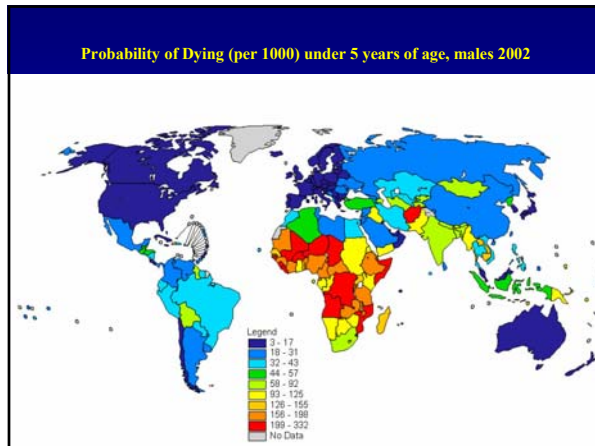 Probability of Dying (per 1000) under 5 years of age, males 2002
Legend
3 - 17
18 - 31
32 - 43
44 - 57
58 - 92
93 - 125
126 - 155
156 - 198
199 - 332
No Data